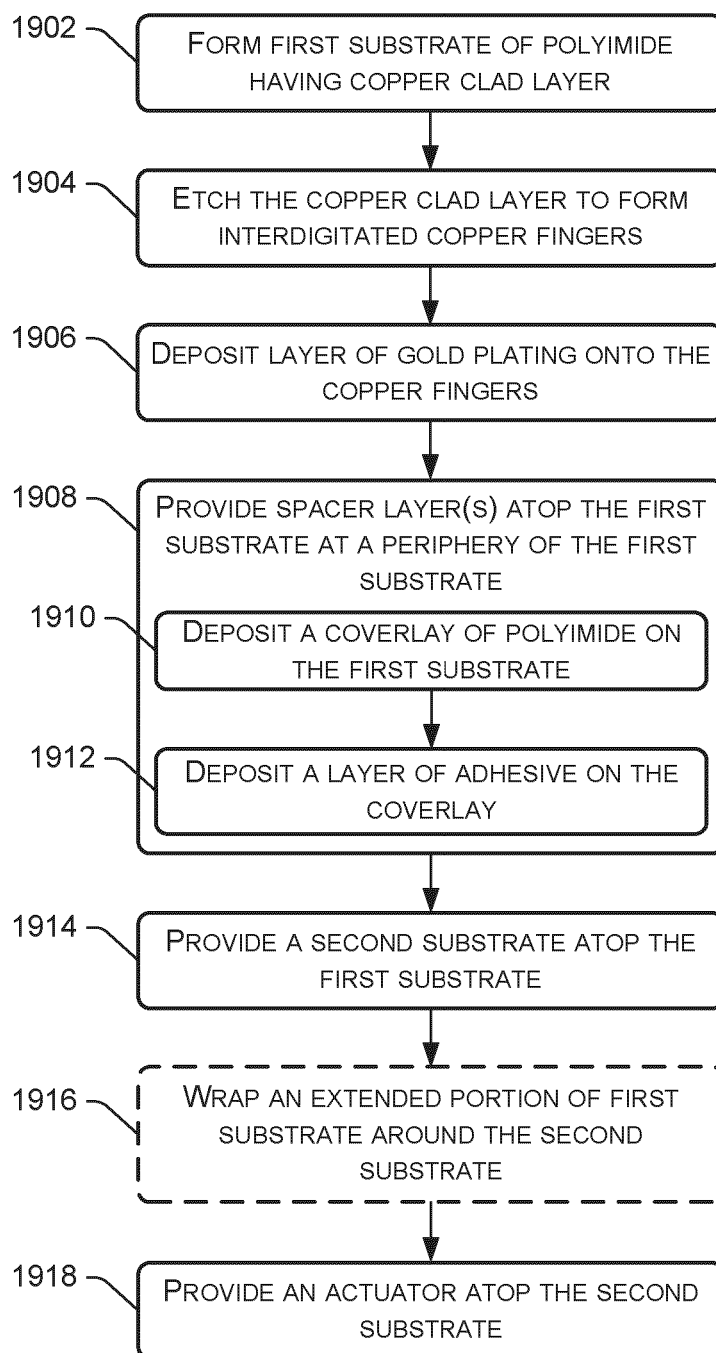 1902
FORM FIRST SUBSTRATE OF POLYIMIDE
HAVING COPPER CLAD LAYER
1904
ETCH THE COPPER CLAD LAYER TO FORM
INTERDIGITATED COPPER FINGERS
1906
DEPOSIT LAYER OF GOLD PLATING ONTO THE
COPPER FINGERS
1908
PROVIDE SPACER LAYER(S) ATOP THE FIRST
SUBSTRATE AT A PERIPHERY OF THE FIRST
SUBSTRATE
1910
DEPOSIT A COVERLAY OF POLYIMIDE ON
THE FIRST SUBSTRATE
1912
DEPOSIT A LAYER OF ADHESIVE ON THE
COVERLAY
1914
PROVIDE A SECOND SUBSTRATE ATOP THE
FIRST SUBSTRATE
1916
WRAP AN EXTENDED PORTION OF FIRST
SUBSTRATE AROUND THE SECOND
SUBSTRATE
1918
PROVIDE AN ACTUATOR ATOP THE SECOND
SUBSTRATE